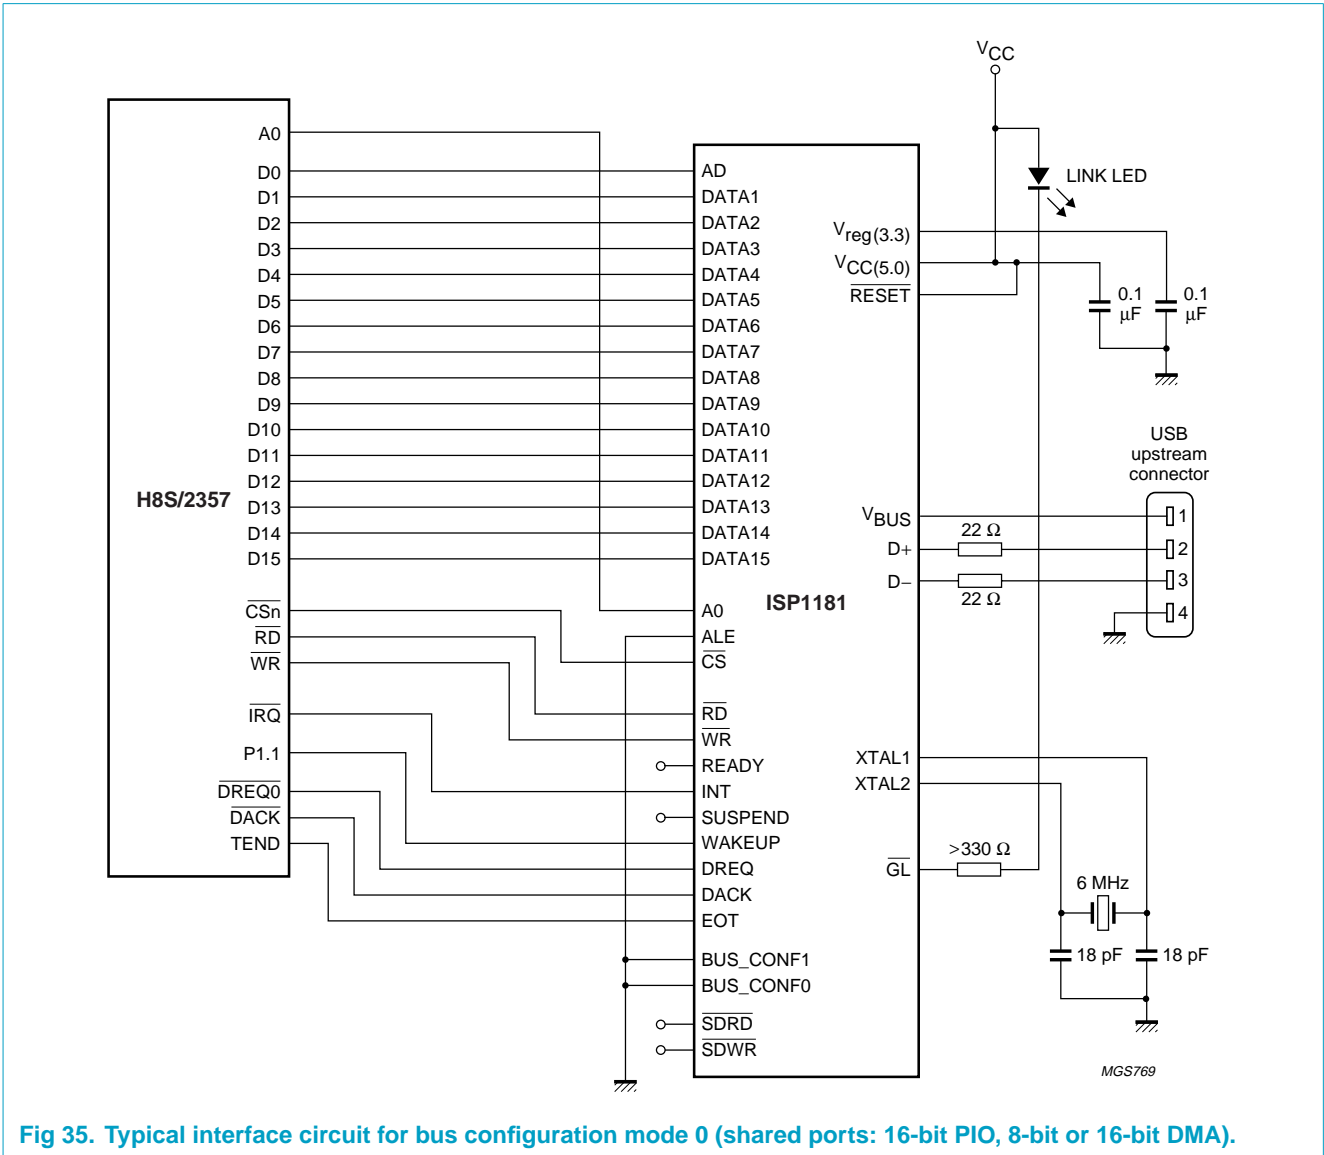 VCC
H8S/2357
A0
D0
D1
D2
D3
D4
D5
D6
D7
D8
D9
D10
D11
D12
D13
D14
D15
CSn
RD
WR
IRQ
P1.1
DREQ0
DACK
TEND
ISP1181
AD
DATA1
DATA2
DATA3
DATA4
DATA5
DATA6
DATA7
DATA8
DATA9
DATA10
DATA11
DATA12
DATA13
DATA14
DATA15
A0
ALE
CS
RD
WR
READY
INT
SUSPEND
WAKEUP
DREQ
DACK
EOT
BUS_CONF1
BUS_CONF0
SDRD
SDWR
Vreg(3.3)
VCC(5.0)
RESET
VBUS
D+
D−
XTAL1
XTAL2
GL
LINK LED
0.1
μF
0.1
μF
USB
upstream
connector
1
2
3
4
22 Ω
22 Ω
>330 Ω
6 MHz
18 pF
18 pF
MGS769
Fig 35. Typical interface circuit for bus configuration mode 0 (shared ports: 16-bit PIO, 8-bit or 16-bit DMA).